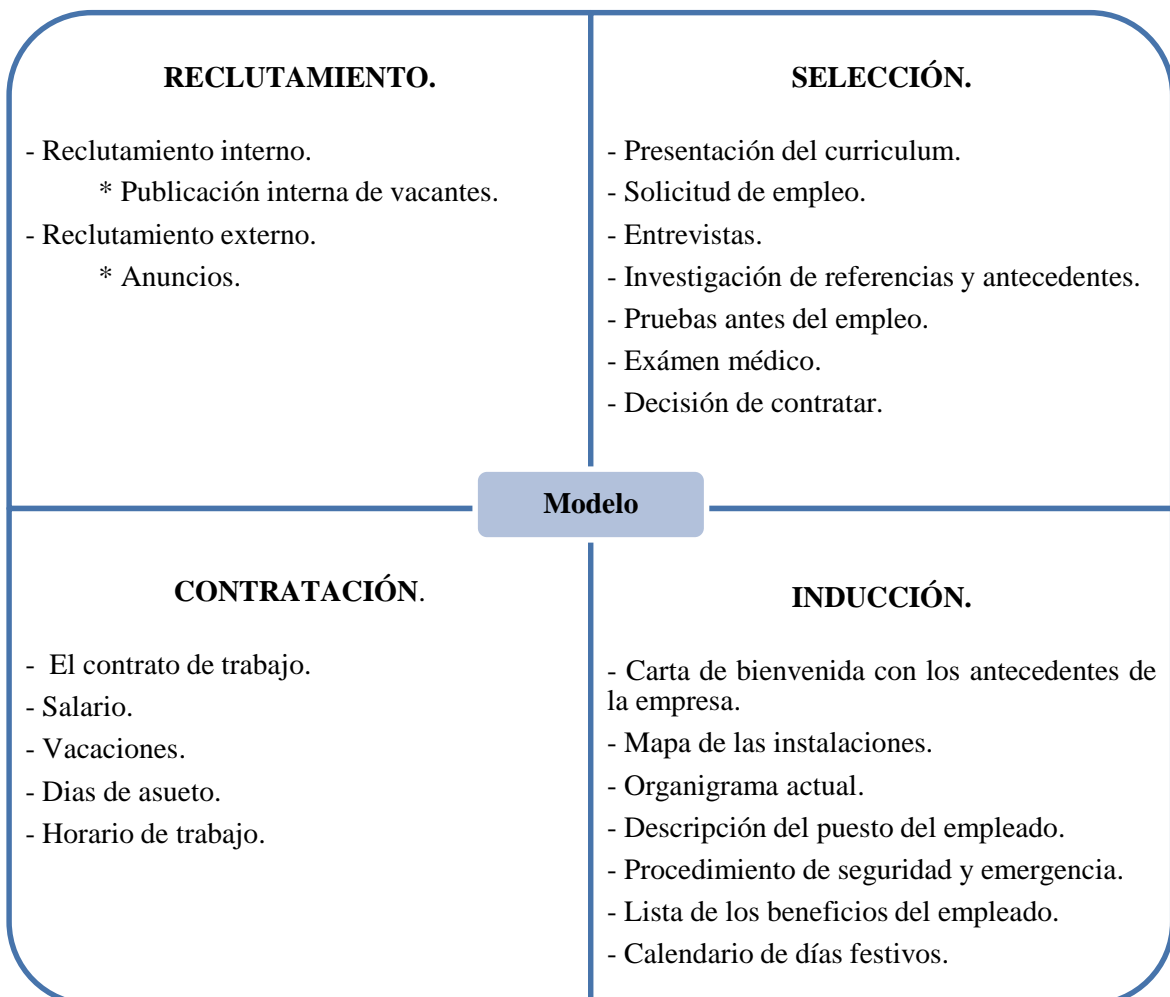 RECLUTAMIENTO.
- Reclutamiento interno.
* Publicación interna de vacantes.
- Reclutamiento externo.
* Anuncios.
SELECCIÓN.
- Presentación del curriculum.
- Solicitud de empleo.
- Entrevistas.
- Investigación de referencias y antecedentes.
- Pruebas antes del empleo.
- Exámen médico.
- Decisión de contratar.
Modelo
CONTRATACIÓN.
- El contrato de trabajo.
- Salario.
- Vacaciones.
- Dias de asueto.
- Horario de trabajo.
INDUCCIÓN.
- Carta de bienvenida con los antecedentes de
la empresa.
- Mapa de las instalaciones.
- Organigrama actual.
- Descripción del puesto del empleado.
- Procedimiento de seguridad y emergencia.
- Lista de los beneficios del empleado.
- Calendario de días festivos.